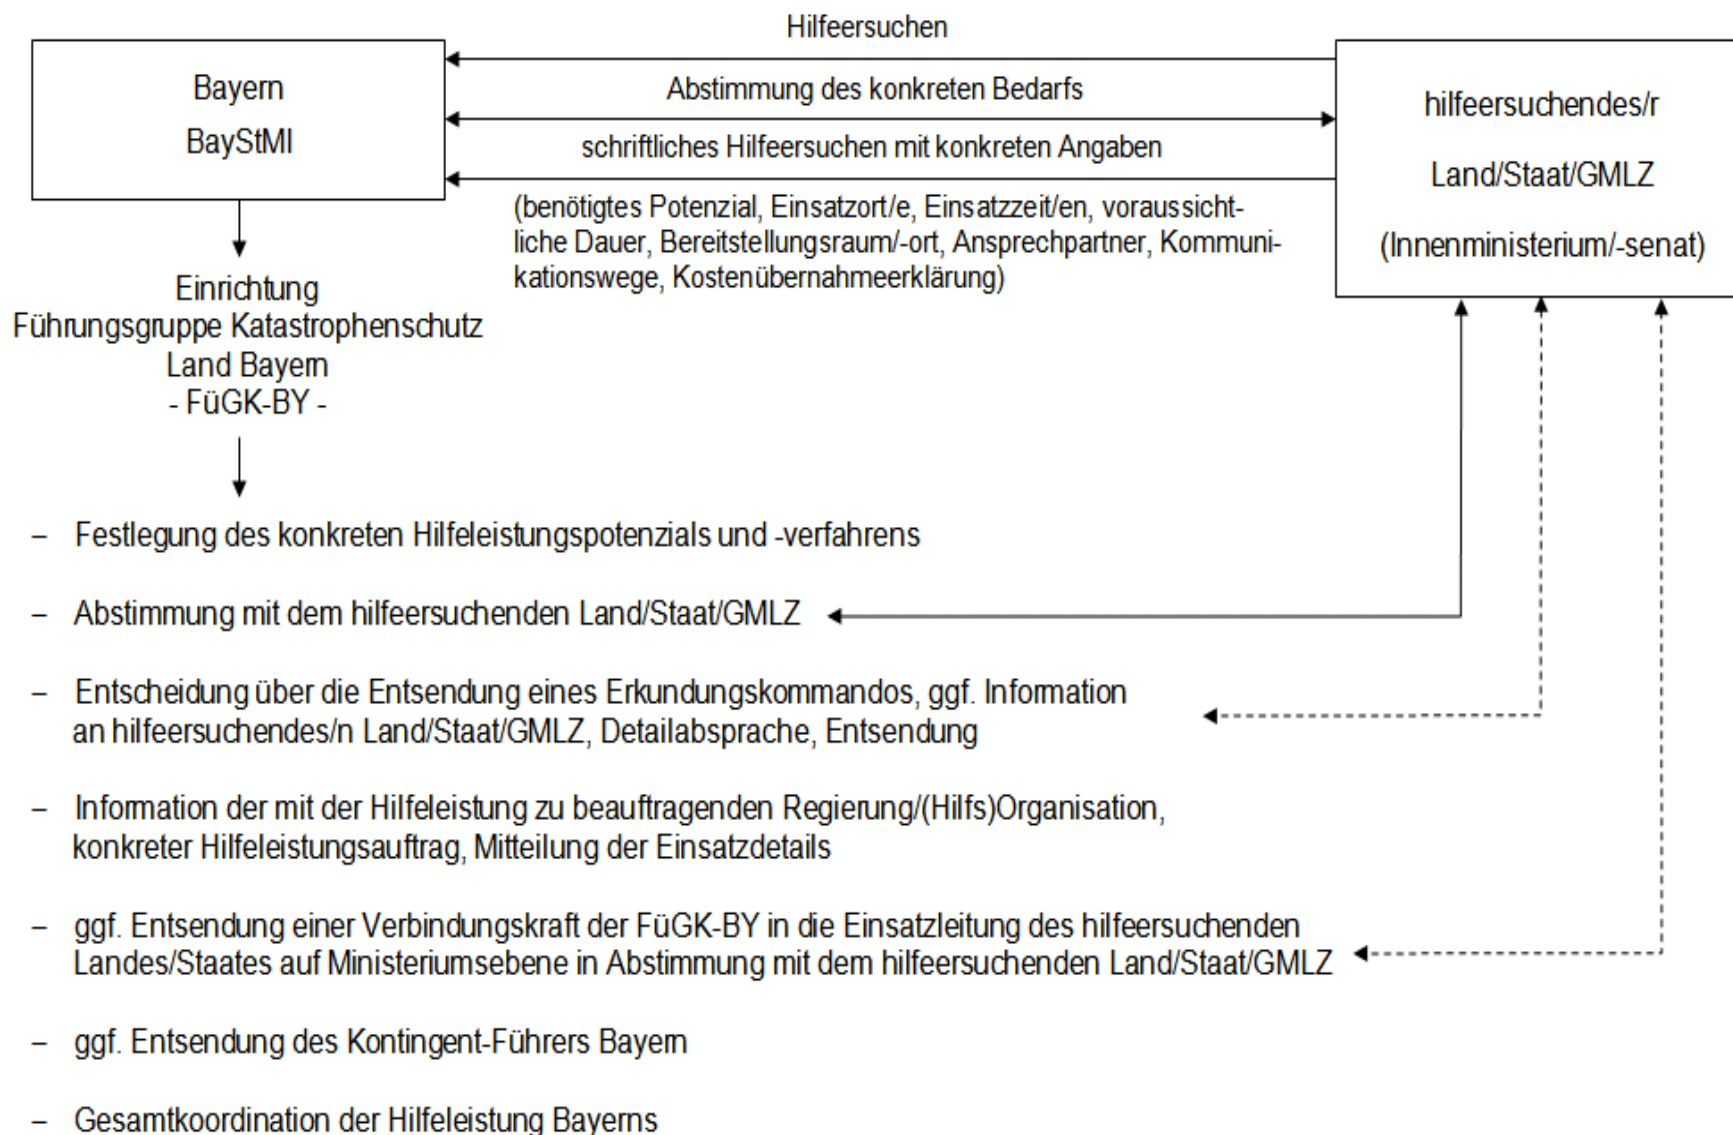 Hilfeersuchen
Bayern
BayStMI
Abstimmung des konkreten Bedarfs
schriftliches Hilfeersuchen mit konkreten Angaben
(benötigtes Potenzial, Einsatzort/e, Einsatzzeit/en, voraussicht-
liche Dauer, Bereitstellungsraum/-ort, Ansprechpartner, Kommuni-
kationswege, Kostenübernahmeerklärung)
hilfeersuchendes/r
Land/Staat/GMLZ
(Innenministerium/-senat)
Einrichtung
Führungsgruppe Katastrophenschutz
Land Bayern
- FüGK-BY -
– Festlegung des konkreten Hilfeleistungspotenzials und -verfahrens
– Abstimmung mit dem hilfeersuchenden Land/Staat/GMLZ
– Entscheidung über die Entsendung eines Erkundungskommandos, ggf. Information
an hilfeersuchendes/n Land/Staat/GMLZ, Detailabsprache, Entsendung
– Information der mit der Hilfeleistung zu beauftragenden Regierung/(Hilfs)Organisation,
konkreter Hilfeleistungsauftrag, Mitteilung der Einsatzdetails
– ggf. Entsendung einer Verbindungskraft der FüGK-BY in die Einsatzleitung des hilfeersuchenden
Landes/Staates auf Ministeriumsebene in Abstimmung mit dem hilfeersuchenden Land/Staat/GMLZ
– ggf. Entsendung des Kontingent-Führers Bayern
– Gesamtkoordination der Hilfeleistung Bayerns